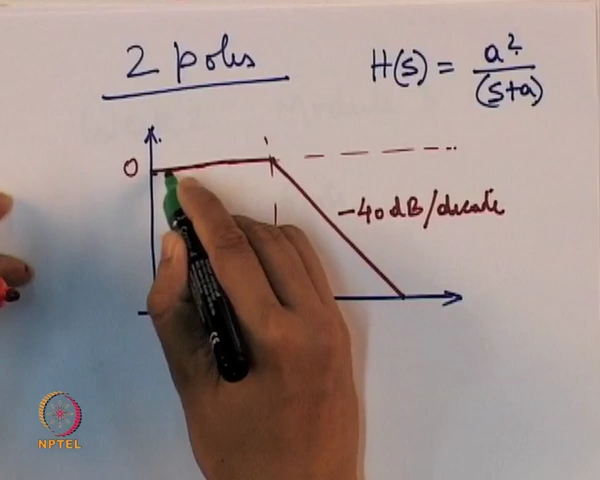 2 poles
H(s) = a²/(s+a)
0
-40 dB/decade
NPTEL